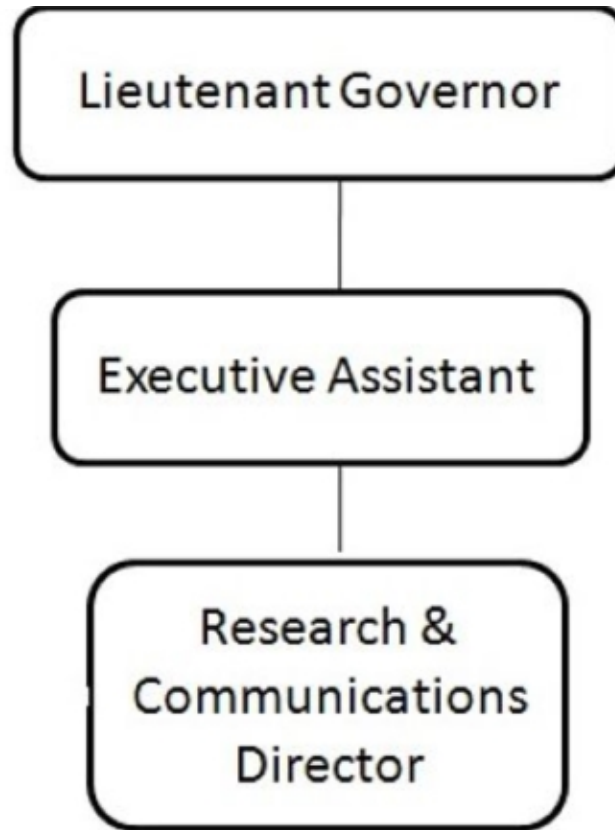 Lieutenant Governor
Executive Assistant
Research &
Communications
Director